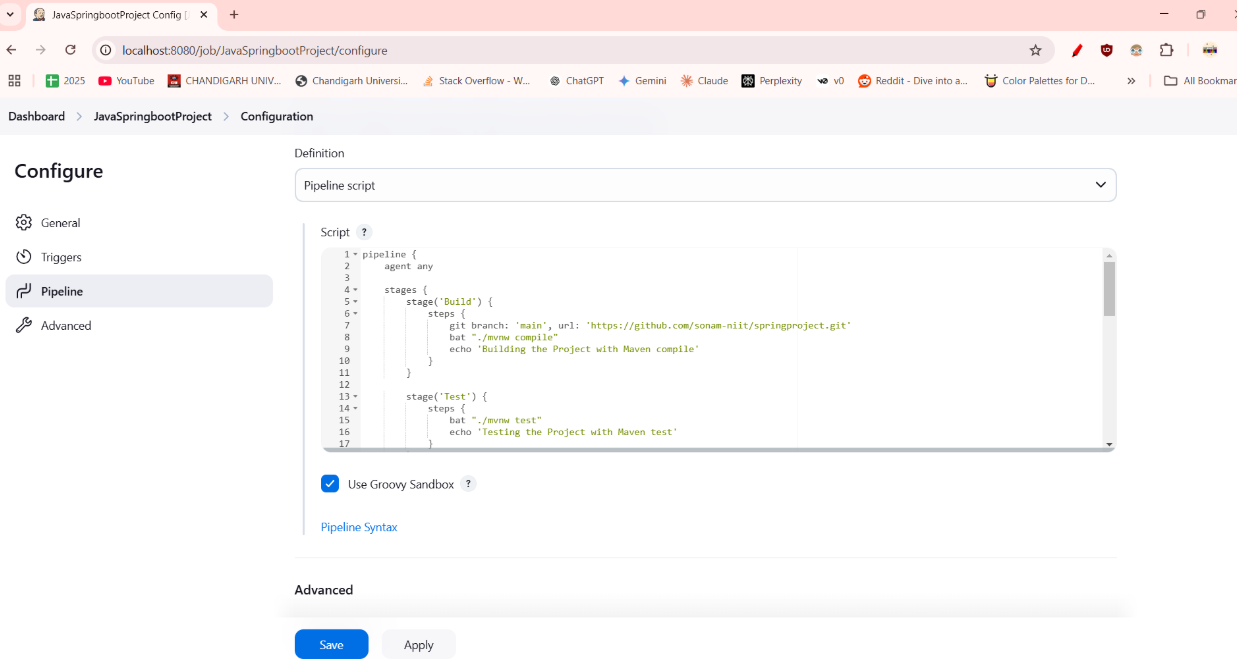 JavaSpringbootProject Config [
localhost:8080/job/JavaSpringbootProject/configure
2025 YouTube CHANDIGARH UNIV... Chandigarh Universi... Stack Overflow - W... ChatGPT Gemini Claude Perplexity v0 Reddit - Dive into a... Color Palettes for D... » All Bookmar
Dashboard > JavaSpringbootProject > Configuration
Configure
General
Triggers
Pipeline
Advanced
Definition
Pipeline script
Script ?
1 pipeline {
2 agent any
3
4 stages {
5 stage('Build') {
6 steps {
7 git branch: 'main', url: 'https://github.com/sonam-niit/springproject.git'
8 bat "./mvnw compile"
9 echo 'Building the Project with Maven compile'
10 }
11 }
12
13 stage('Test') {
14 steps {
15 bat "./mvnw test"
16 echo 'Testing the Project with Maven test'
17 }
Use Groovy Sandbox ?
Pipeline Syntax
Advanced
Save Apply